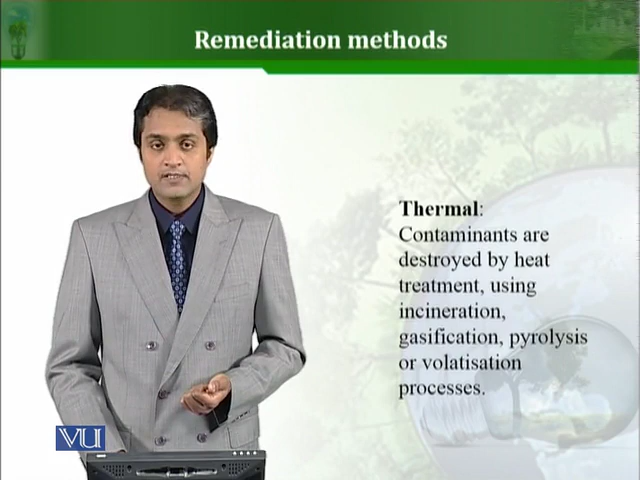 Remediation methods
Thermal:
Contaminants are
destroyed by heat
treatment, using
incineration,
gasification, pyrolysis
or volatisation
processes.
VU